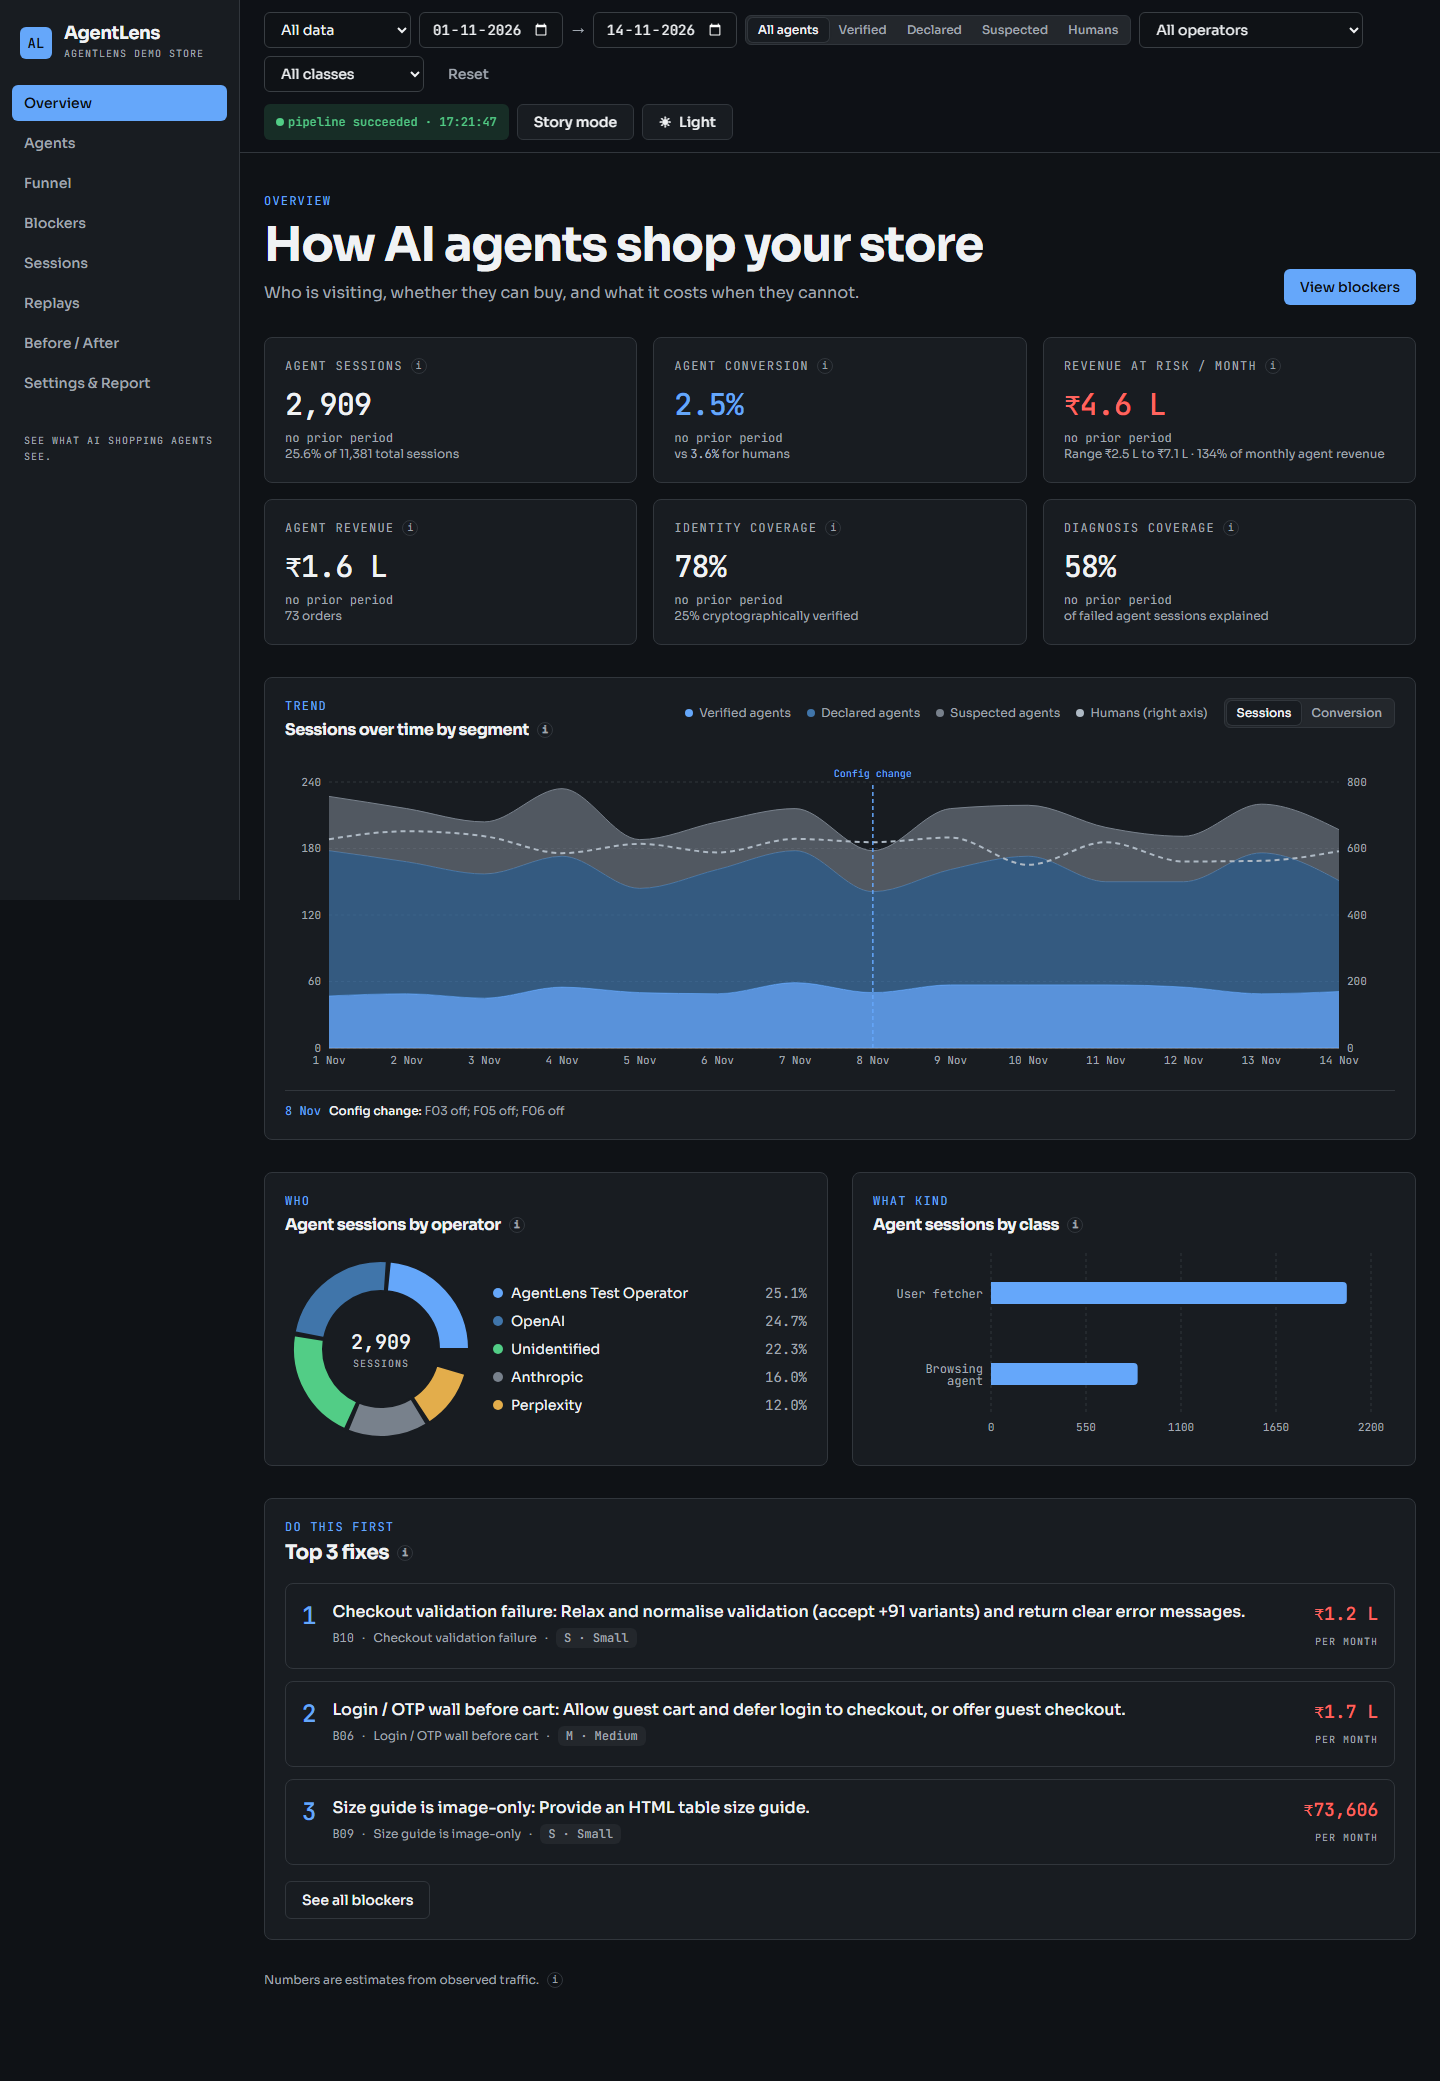 AL
AgentLens
AGENTLENS DEMO STORE
Overview
Agents
Funnel
Blockers
Sessions
Replays
Before / After
Settings & Report
SEE WHAT AI SHOPPING AGENTS
SEE.
All data
01-11-2026
→
14-11-2026
All agents
Verified
Declared
Suspected
Humans
All operators
All classes
Reset
pipeline succeeded · 17:21:47
Story mode
☀ Light
OVERVIEW
How AI agents shop your store
Who is visiting, whether they can buy, and what it costs when they cannot.
View blockers
AGENT SESSIONS i
2,909
no prior period
25.6% of 11,381 total sessions
AGENT CONVERSION i
2.5%
no prior period
vs 3.6% for humans
REVENUE AT RISK / MONTH i
₹4.6 L
no prior period
Range ₹2.5 L to ₹7.1 L · 134% of monthly agent revenue
AGENT REVENUE i
₹1.6 L
no prior period
73 orders
IDENTITY COVERAGE i
78%
no prior period
25% cryptographically verified
DIAGNOSIS COVERAGE i
58%
no prior period
of failed agent sessions explained
TREND
Sessions over time by segment i
Verified agents
Declared agents
Suspected agents
Humans (right axis)
Sessions
Conversion
Config change
240
180
120
60
0
800
600
400
200
0
1 Nov
2 Nov
3 Nov
4 Nov
5 Nov
6 Nov
7 Nov
8 Nov
9 Nov
10 Nov
11 Nov
12 Nov
13 Nov
14 Nov
8 Nov Config change: F03 off; F05 off; F06 off
WHO
Agent sessions by operator i
2,909
SESSIONS
AgentLens Test Operator 25.1%
OpenAI 24.7%
Unidentified 22.3%
Anthropic 16.0%
Perplexity 12.0%
WHAT KIND
Agent sessions by class i
User fetcher
Browsing
agent
0
550
1100
1650
2200
DO THIS FIRST
Top 3 fixes i
1
Checkout validation failure: Relax and normalise validation (accept +91 variants) and return clear error messages.
B10 · Checkout validation failure · S · Small
₹1.2 L
PER MONTH
2
Login / OTP wall before cart: Allow guest cart and defer login to checkout, or offer guest checkout.
B06 · Login / OTP wall before cart · M · Medium
₹1.7 L
PER MONTH
3
Size guide is image-only: Provide an HTML table size guide.
B09 · Size guide is image-only · S · Small
₹73,606
PER MONTH
See all blockers
Numbers are estimates from observed traffic. i